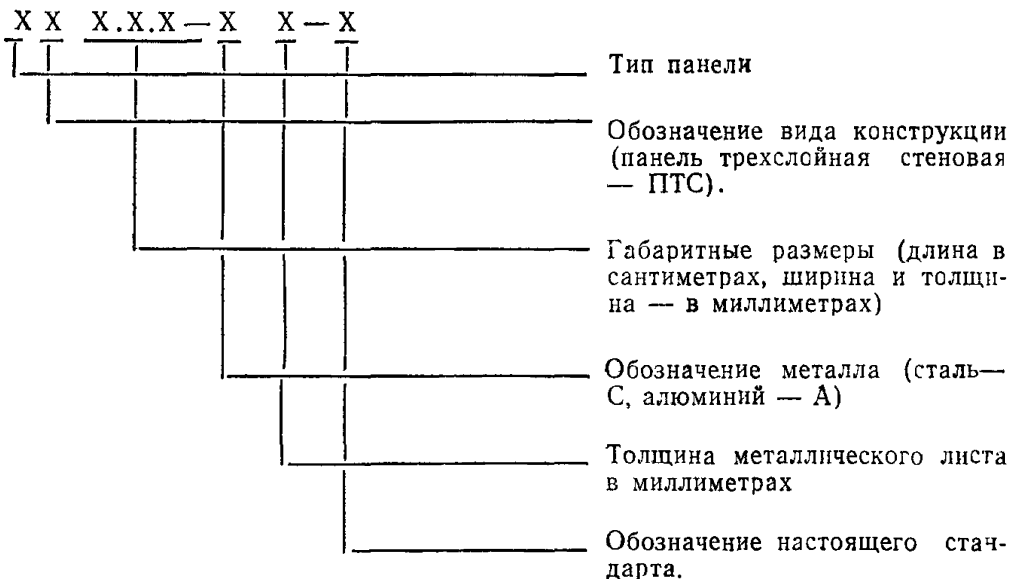 X X X.X.X — X X — X
Тип панели
Обозначение вида конструкции
(панель трехслойная стеновая
— ПТС).
Габаритные размеры (длина в
сантиметрах, ширина и толщи-
на — в миллиметрах)
Обозначение металла (сталь—
С, алюминий — А)
Толщина металлического листа
в миллиметрах
Обозначение настоящего стан-
дарта.